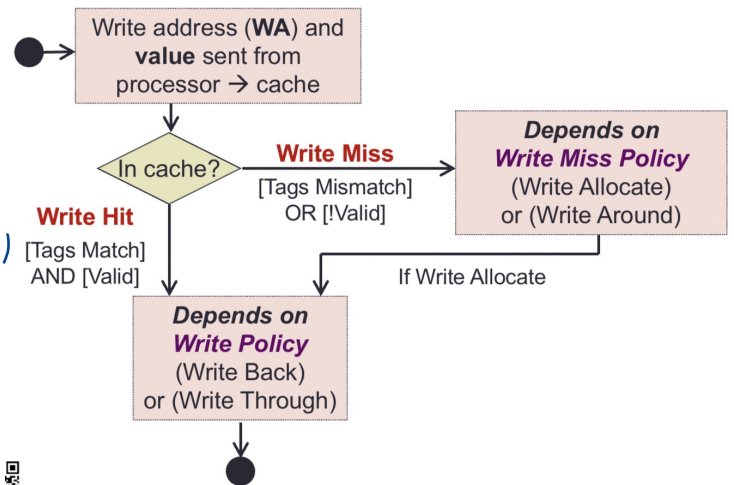 Write address (WA) and
value sent from
processor → cache
In cache?
Write Miss
[Tags Mismatch]
OR [!Valid]
Depends on
Write Miss Policy
(Write Allocate)
or (Write Around)
Write Hit
[Tags Match]
AND [Valid]
If Write Allocate
Depends on
Write Policy
(Write Back)
or (Write Through)